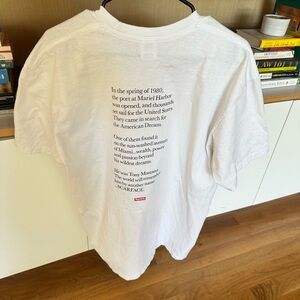 In the spring of 1980,
the port at Mariel Harbor
was opened, and thousands
set sail for the United States.
They came in search for
the American Dream.
One of them found it
on the sun-washed avenues
of Miami...wealth, power
and passion beyond
his wildest dreams.
He was Tony Montana.
The world will remember
him by another name
...SCARFACE.
Supreme